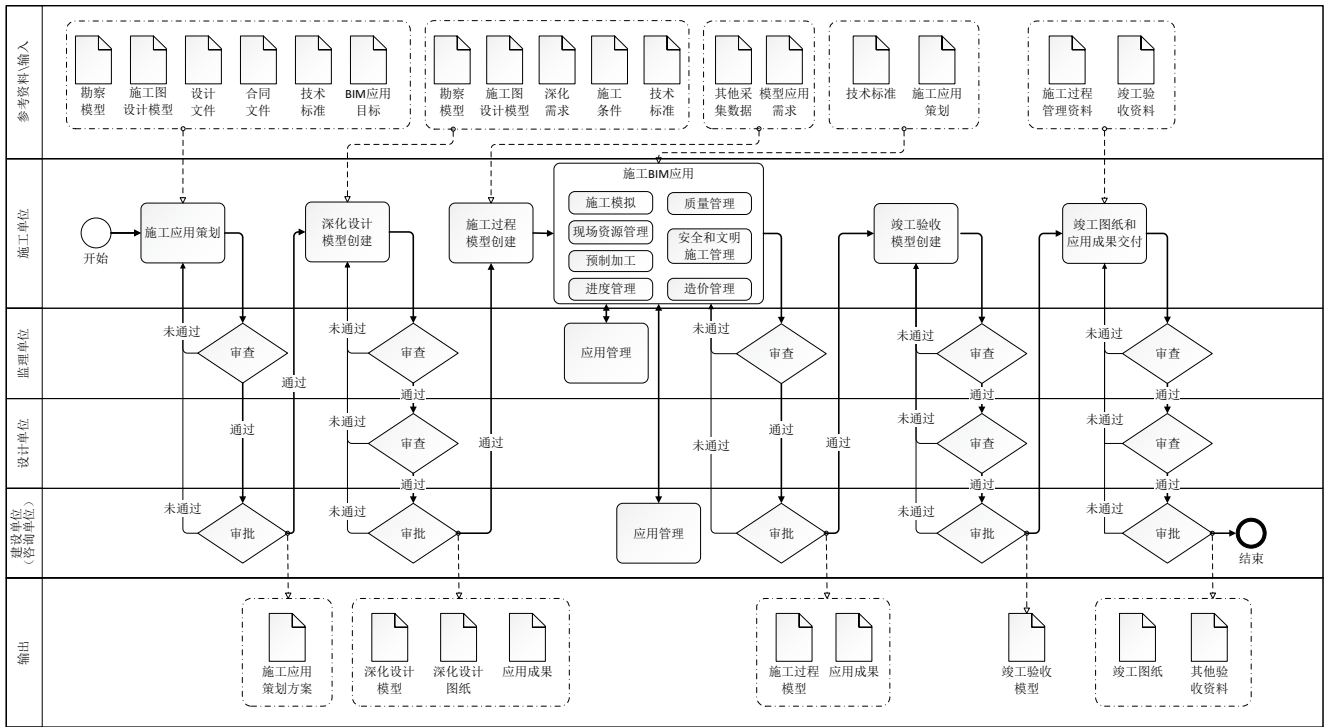 参考资料\输入
勘察
模型
施工图
设计模型
设计
文件
合同
文件
技术
标准
BIM应用
目标
勘察
模型
施工图
设计模型
深化
需求
施工
条件
技术
标准
其他采
集数据
模型应用
需求
技术标准
施工应用
策划
施工过程
管理资料
竣工验
收资料
施工单位
开始
施工应用策划
深化设计
模型创建
施工过程
模型创建
施工BIM应用
施工模拟
质量管理
现场资源管理
安全和文明
施工管理
预制加工
进度管理
造价管理
竣工验收
模型创建
竣工图纸和
应用成果交付
监理单位
未通过
审查
通过
未通过
审查
通过
应用管理
未通过
审查
未通过
审查
通过
未通过
审查
通过
设计单位
通过
未通过
审查
通过
通过
未通过
通过
通过
未通过
审查
通过
未通过
审查
通过
建设单位
(咨询单位)
未通过
审批
未通过
审批
应用管理
审批
未通过
审批
未通过
审批
结束
输出
施工应用
策划方案
深化设计
模型
深化设计
图纸
应用成果
施工过程
模型
应用成果
竣工验收
模型
竣工图纸
其他验
收资料